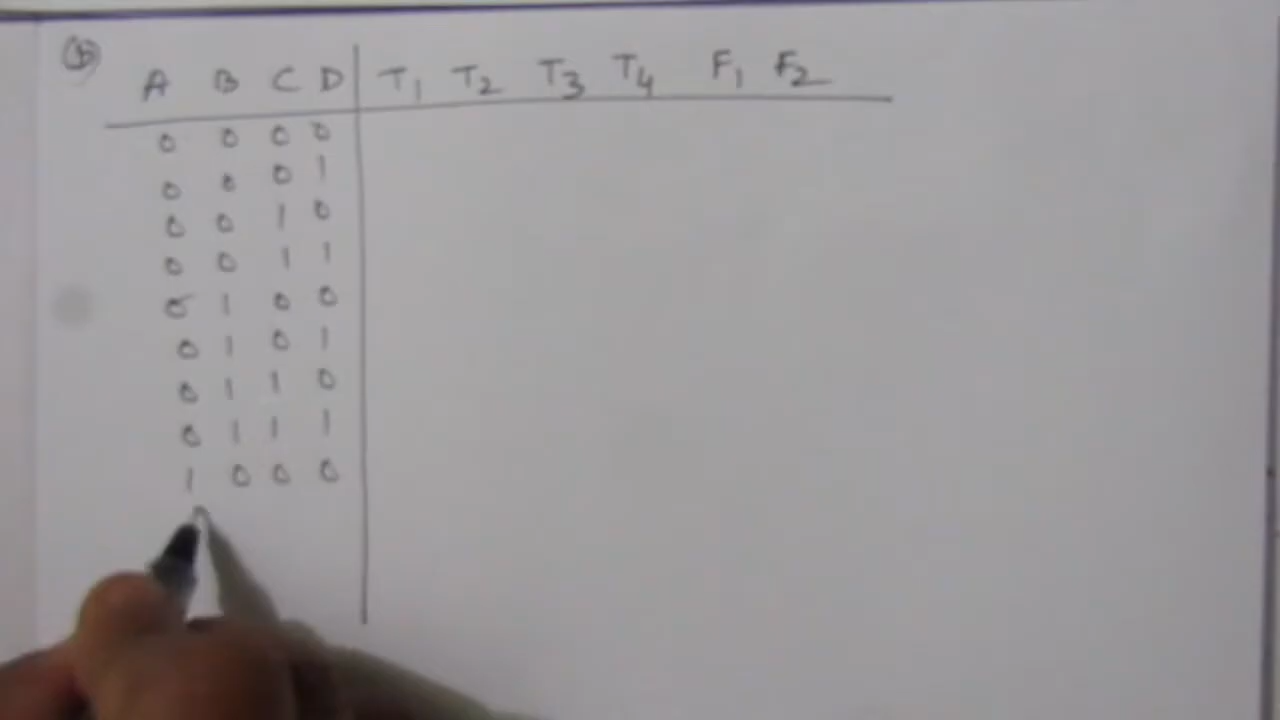 (b)
A B C D T1 T2 T3 T4 F1 F2
0 0 0 0
0 0 0 1
0 0 1 0
0 0 1 1
0 1 0 0
0 1 0 1
0 1 1 0
0 1 1 1
1 0 0 0